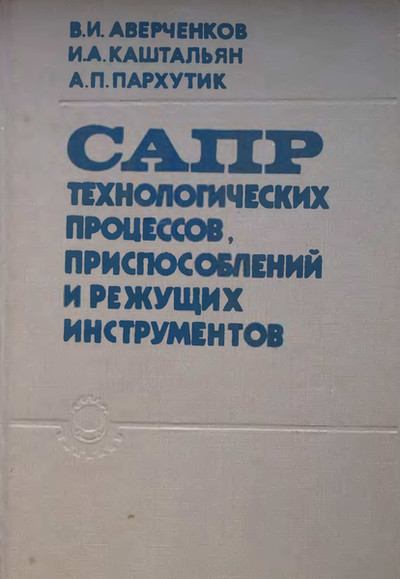 В.И. АВЕРЧЕНКОВ
И.А. КАШТАЛЬЯН
А.П. ПАРХУТИК
САПР
ТЕХНОЛОГИЧЕСКИХ
ПРОЦЕССОВ,
ПРИСПОСОБЛЕНИЙ
И РЕЖУЩИХ
ИНСТРУМЕНТОВ